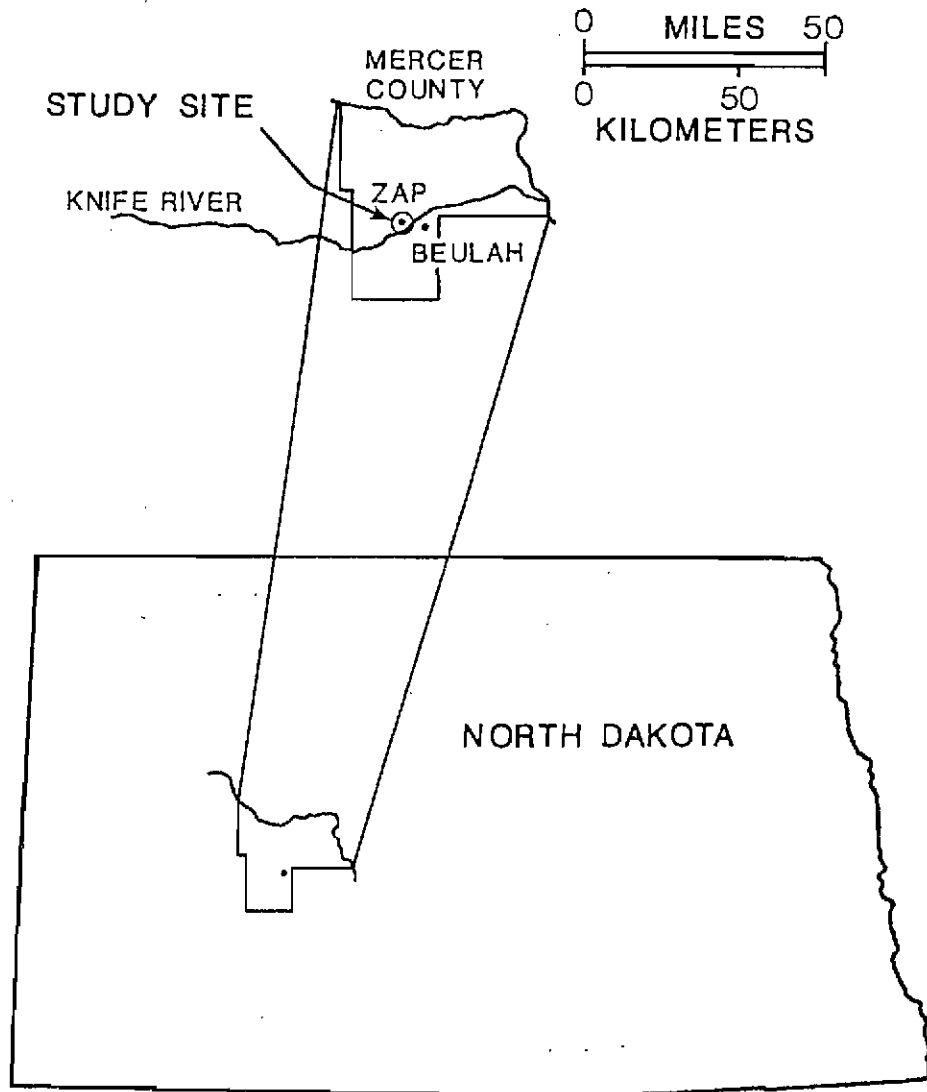 0 MILES 50
0 50
KILOMETERS
MERCER
COUNTY
STUDY SITE
KNIFE RIVER
ZAP
BEULAH
NORTH DAKOTA